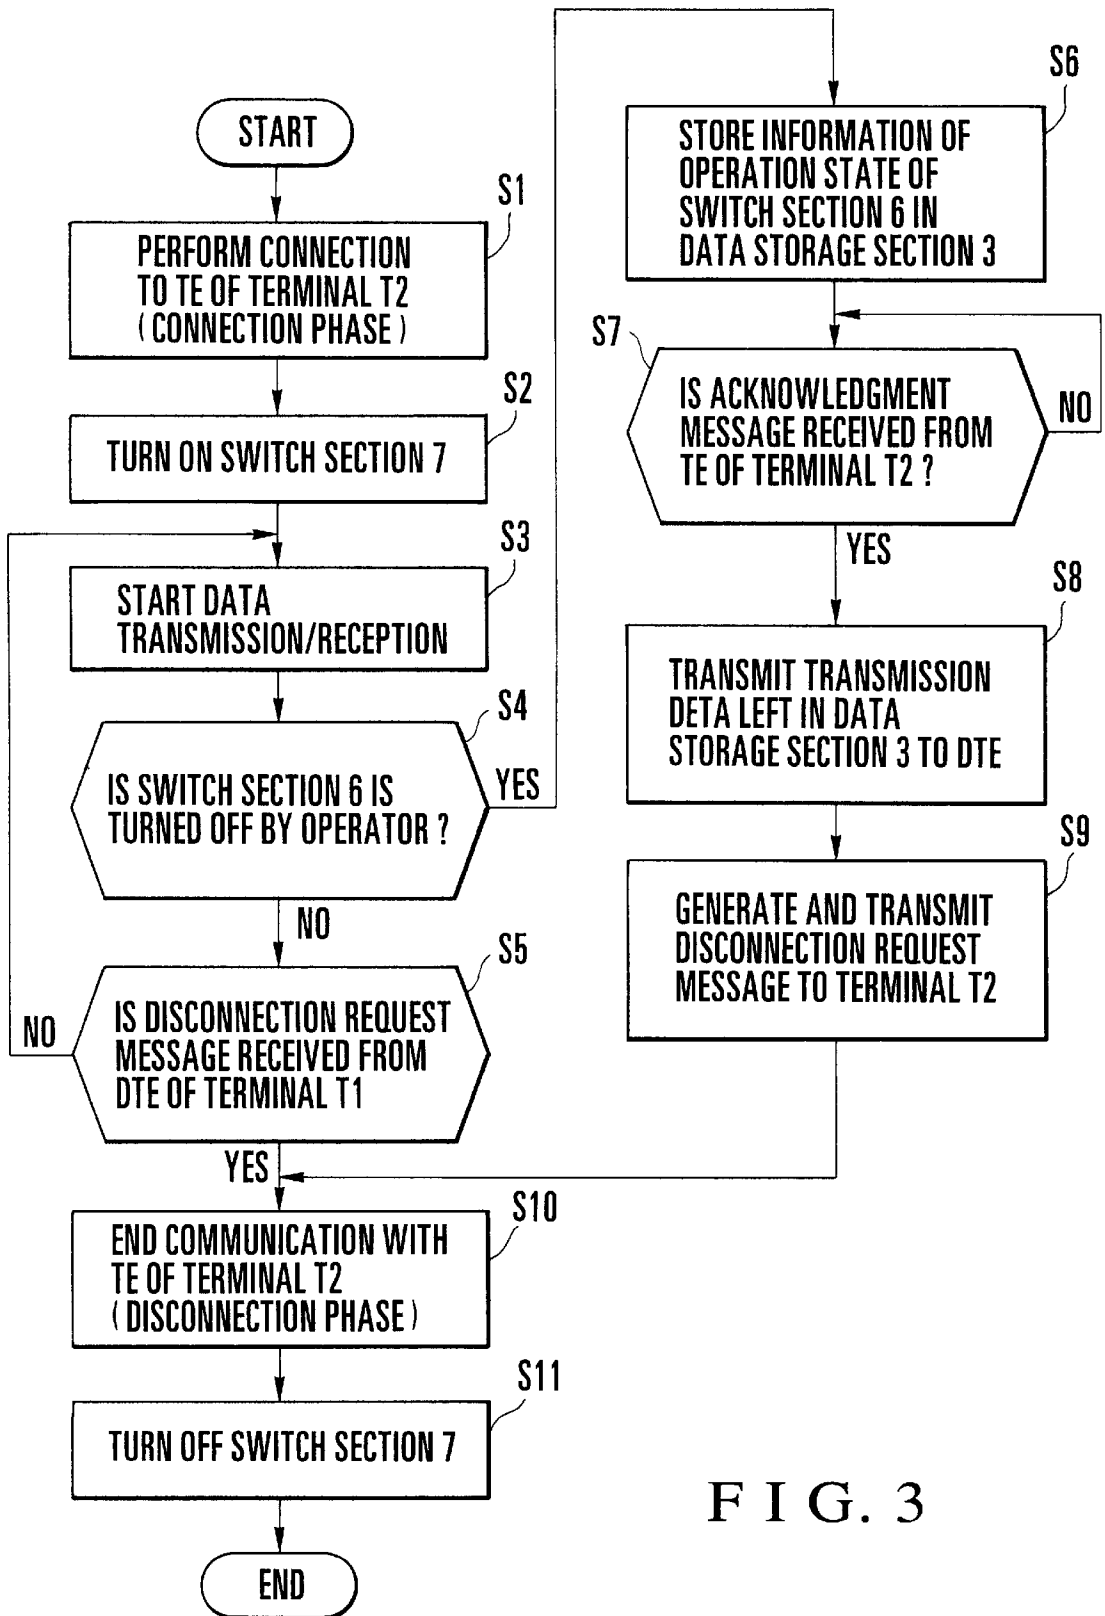 START
S1
PERFORM CONNECTION
TO TE OF TERMINAL T2
( CONNECTION PHASE )
S2
TURN ON SWITCH SECTION 7
S3
START DATA
TRANSMISSION/RECEPTION
S4
IS SWITCH SECTION 6 IS
TURNED OFF BY OPERATOR ?
YES
NO
S5
IS DISCONNECTION REQUEST
MESSAGE RECEIVED FROM
DTE OF TERMINAL T1
NO
YES
S6
STORE INFORMATION OF
OPERATION STATE OF
SWITCH SECTION 6 IN
DATA STORAGE SECTION 3
S7
IS ACKNOWLEDGMENT
MESSAGE RECEIVED FROM
TE OF TERMINAL T2 ?
NO
YES
S8
TRANSMIT TRANSMISSION
DETA LEFT IN DATA
STORAGE SECTION 3 TO DTE
S9
GENERATE AND TRANSMIT
DISCONNECTION REQUEST
MESSAGE TO TERMINAL T2
S10
END COMMUNICATION WITH
TE OF TERMINAL T2
( DISCONNECTION PHASE )
S11
TURN OFF SWITCH SECTION 7
END
FIG. 3